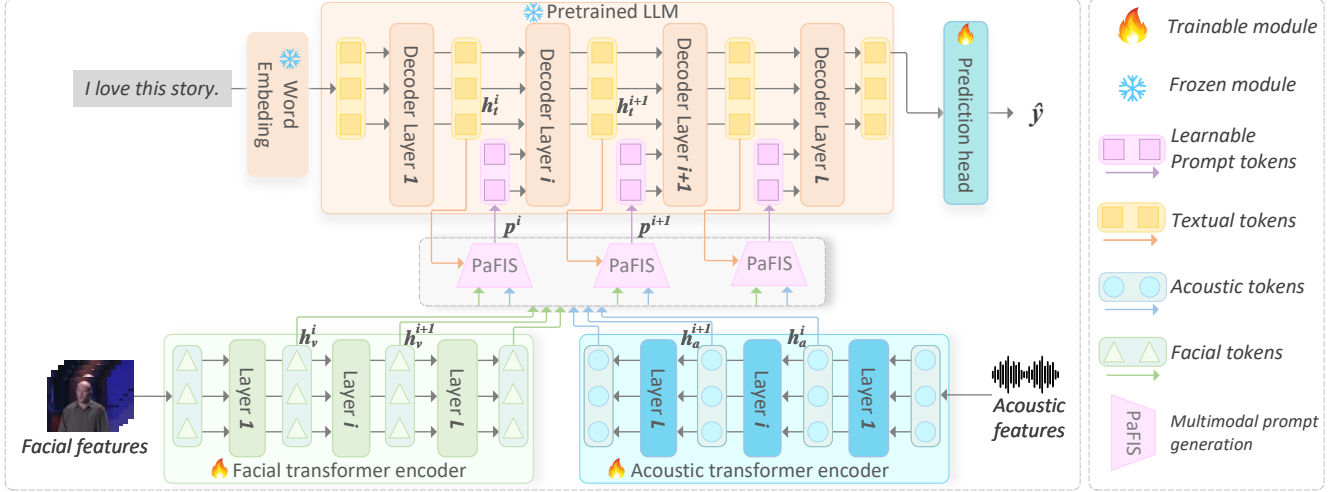 Pretrained LLM
I love this story.
Word
Embeding
Decoder Layer 1
h_t^i
Decoder Layer i
h_t^{i+1}
Decoder Layer i+1
Decoder Layer L
Prediction head
ŷ
p^i
p^{i+1}
PaFIS
PaFIS
PaFIS
h_v^i
h_v^{i+1}
h_a^{i+1}
h_a^i
Layer 1
Layer i
Layer L
Layer L
Layer i
Layer 1
Facial features
Acoustic
features
Facial transformer encoder
Acoustic transformer encoder
Trainable module
Frozen module
Learnable
Prompt tokens
Textual tokens
Acoustic tokens
Facial tokens
PaFIS
Multimodal prompt
generation